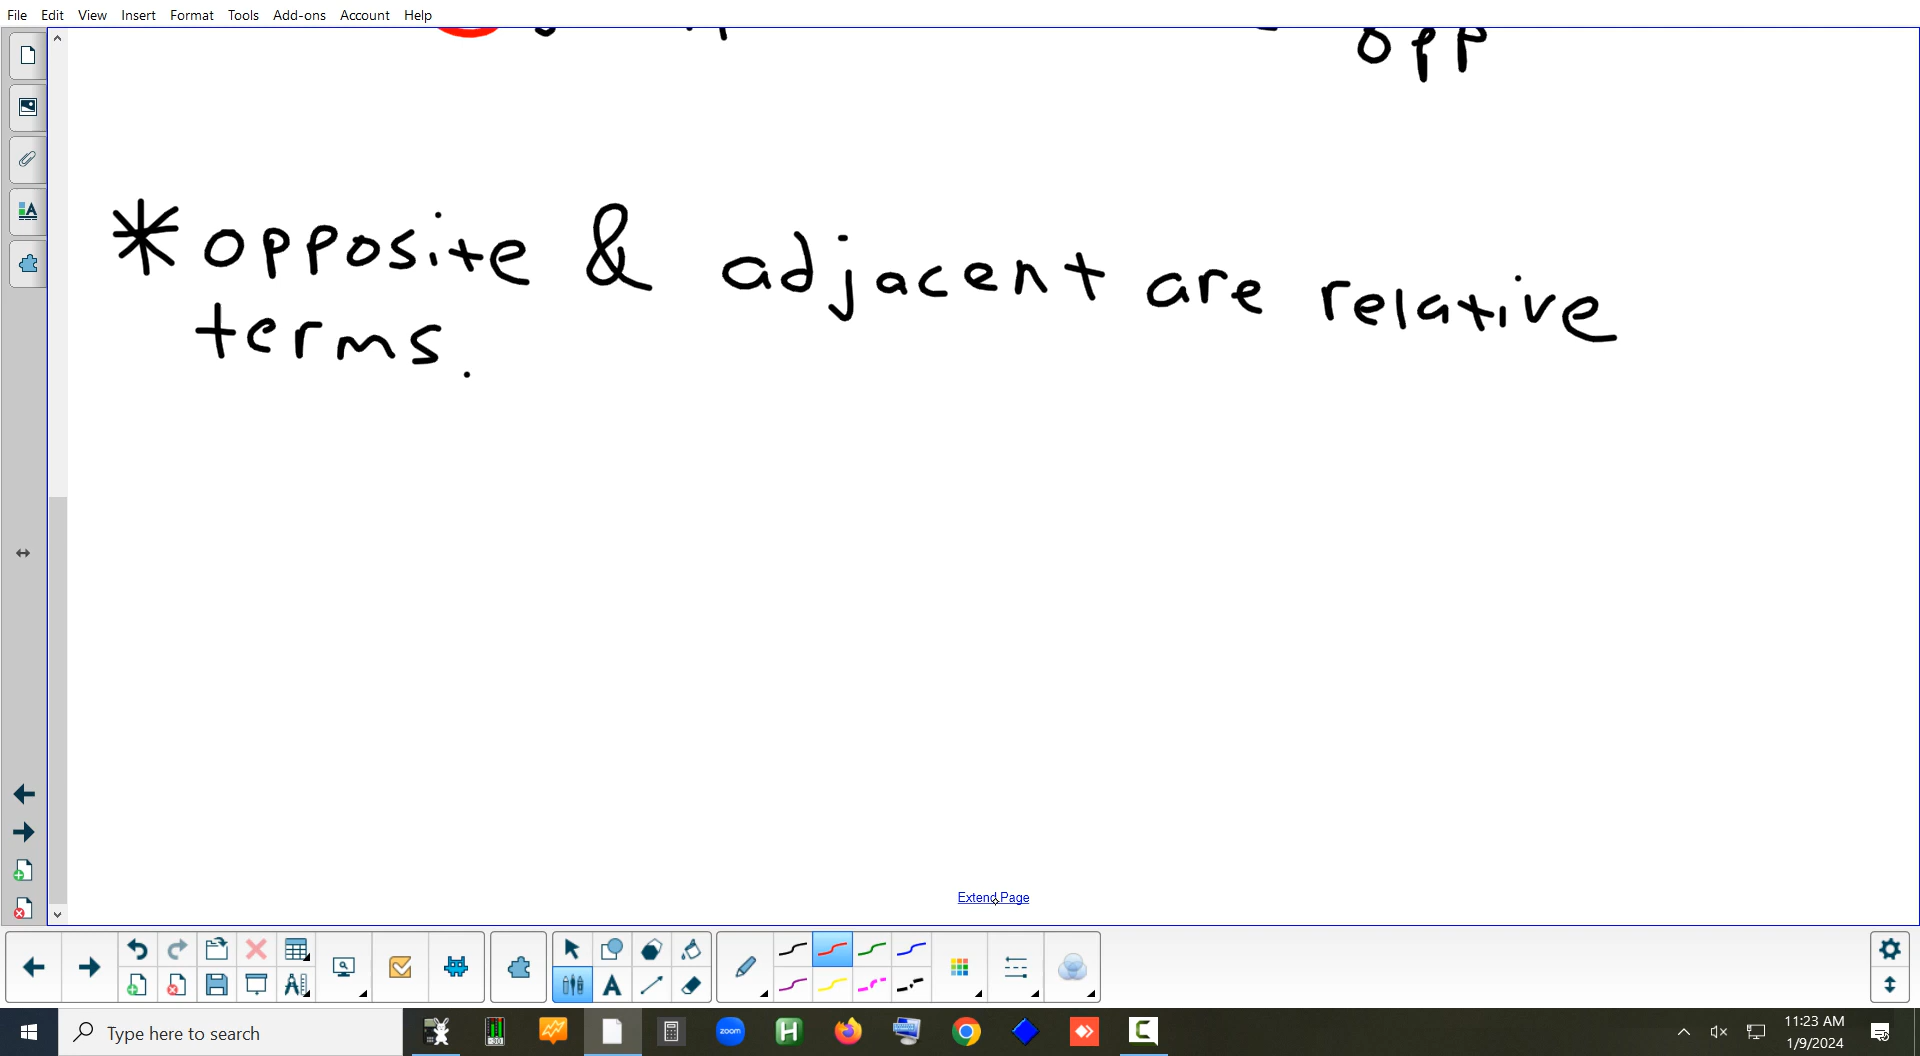 File Edit View Insert Format Tools Add-ons Account Help
opp
*opposite & adjacent are relative
terms.
Extend Page
Type here to search
zoom
11:23 AM
1/9/2024